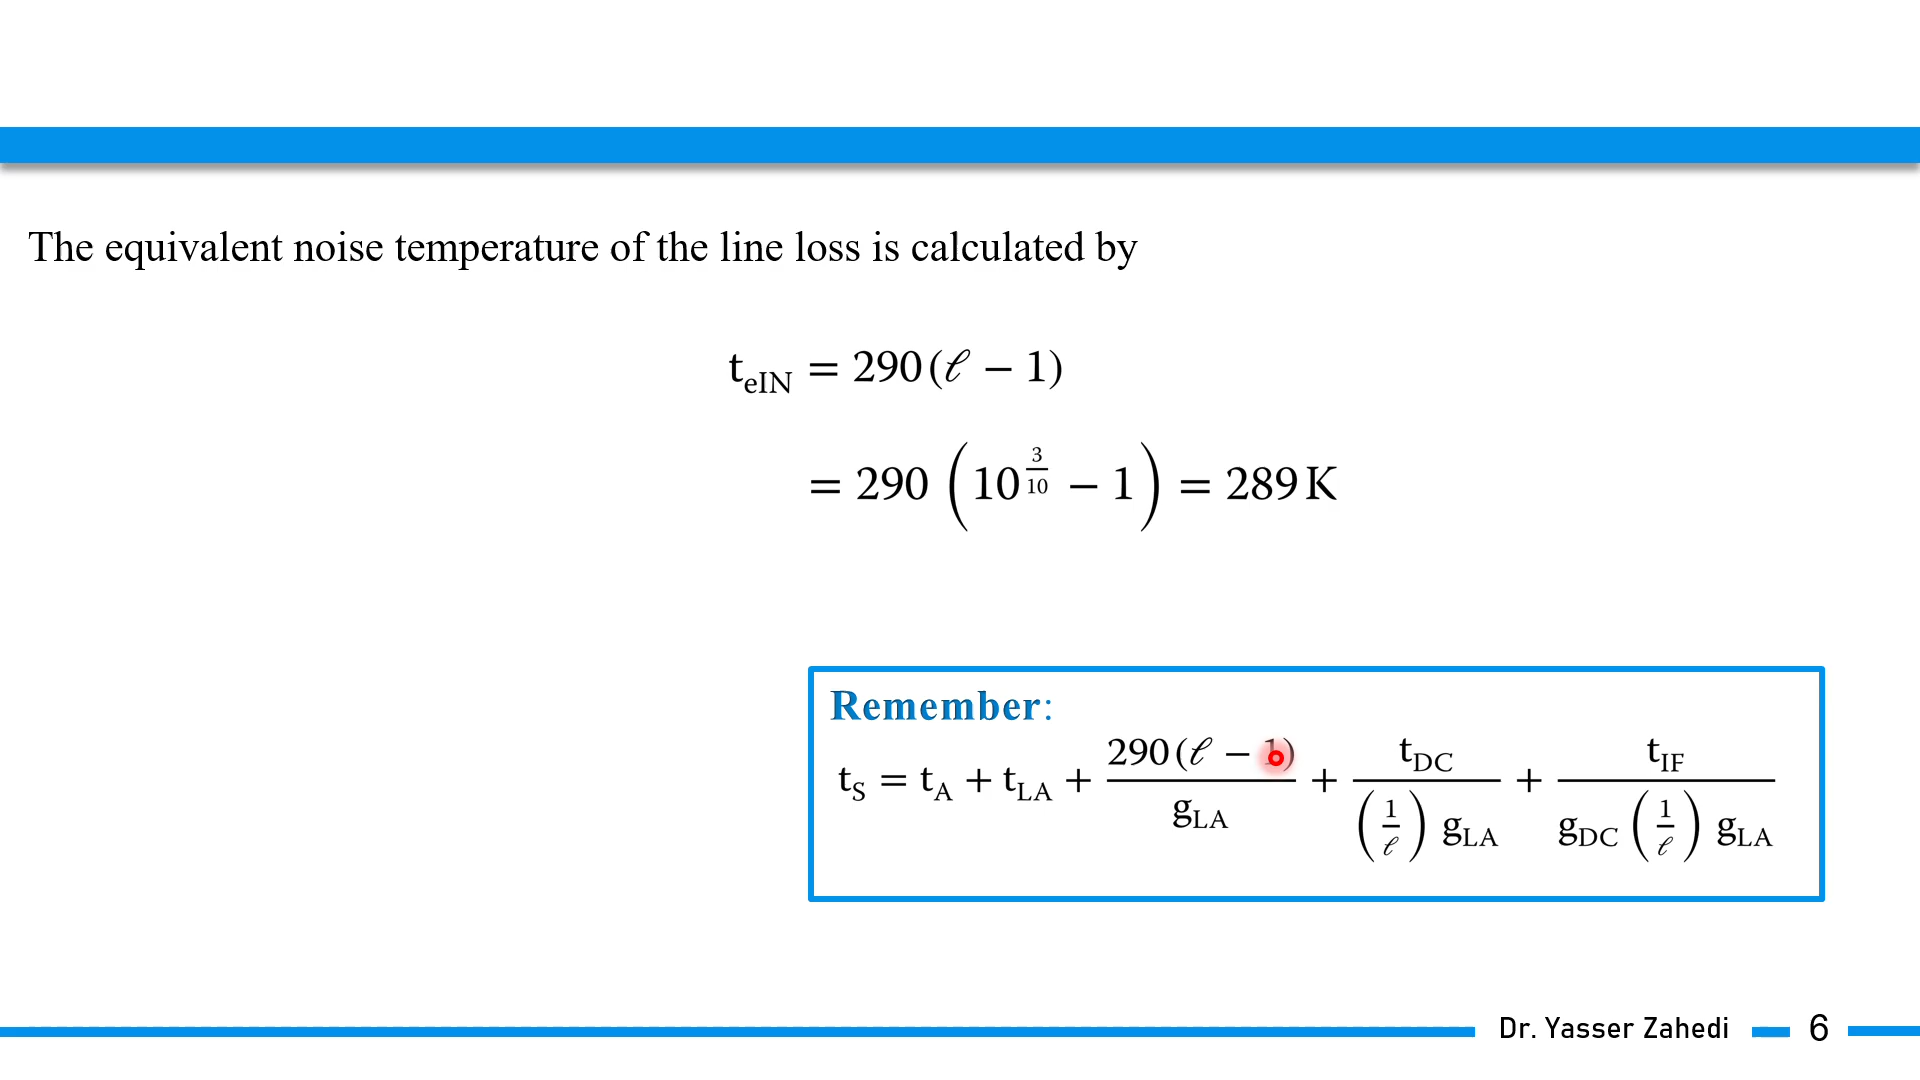 The equivalent noise temperature of the line loss is calculated by
t_eIN = 290 (ℓ − 1)
= 290 (10^(3/10) − 1) = 289 K
Remember:
t_S = t_A + t_LA + 290 (ℓ − 1)/g_LA + t_DC/((1/ℓ) g_LA) + t_IF/(g_DC (1/ℓ) g_LA)
Dr. Yasser Zahedi 6